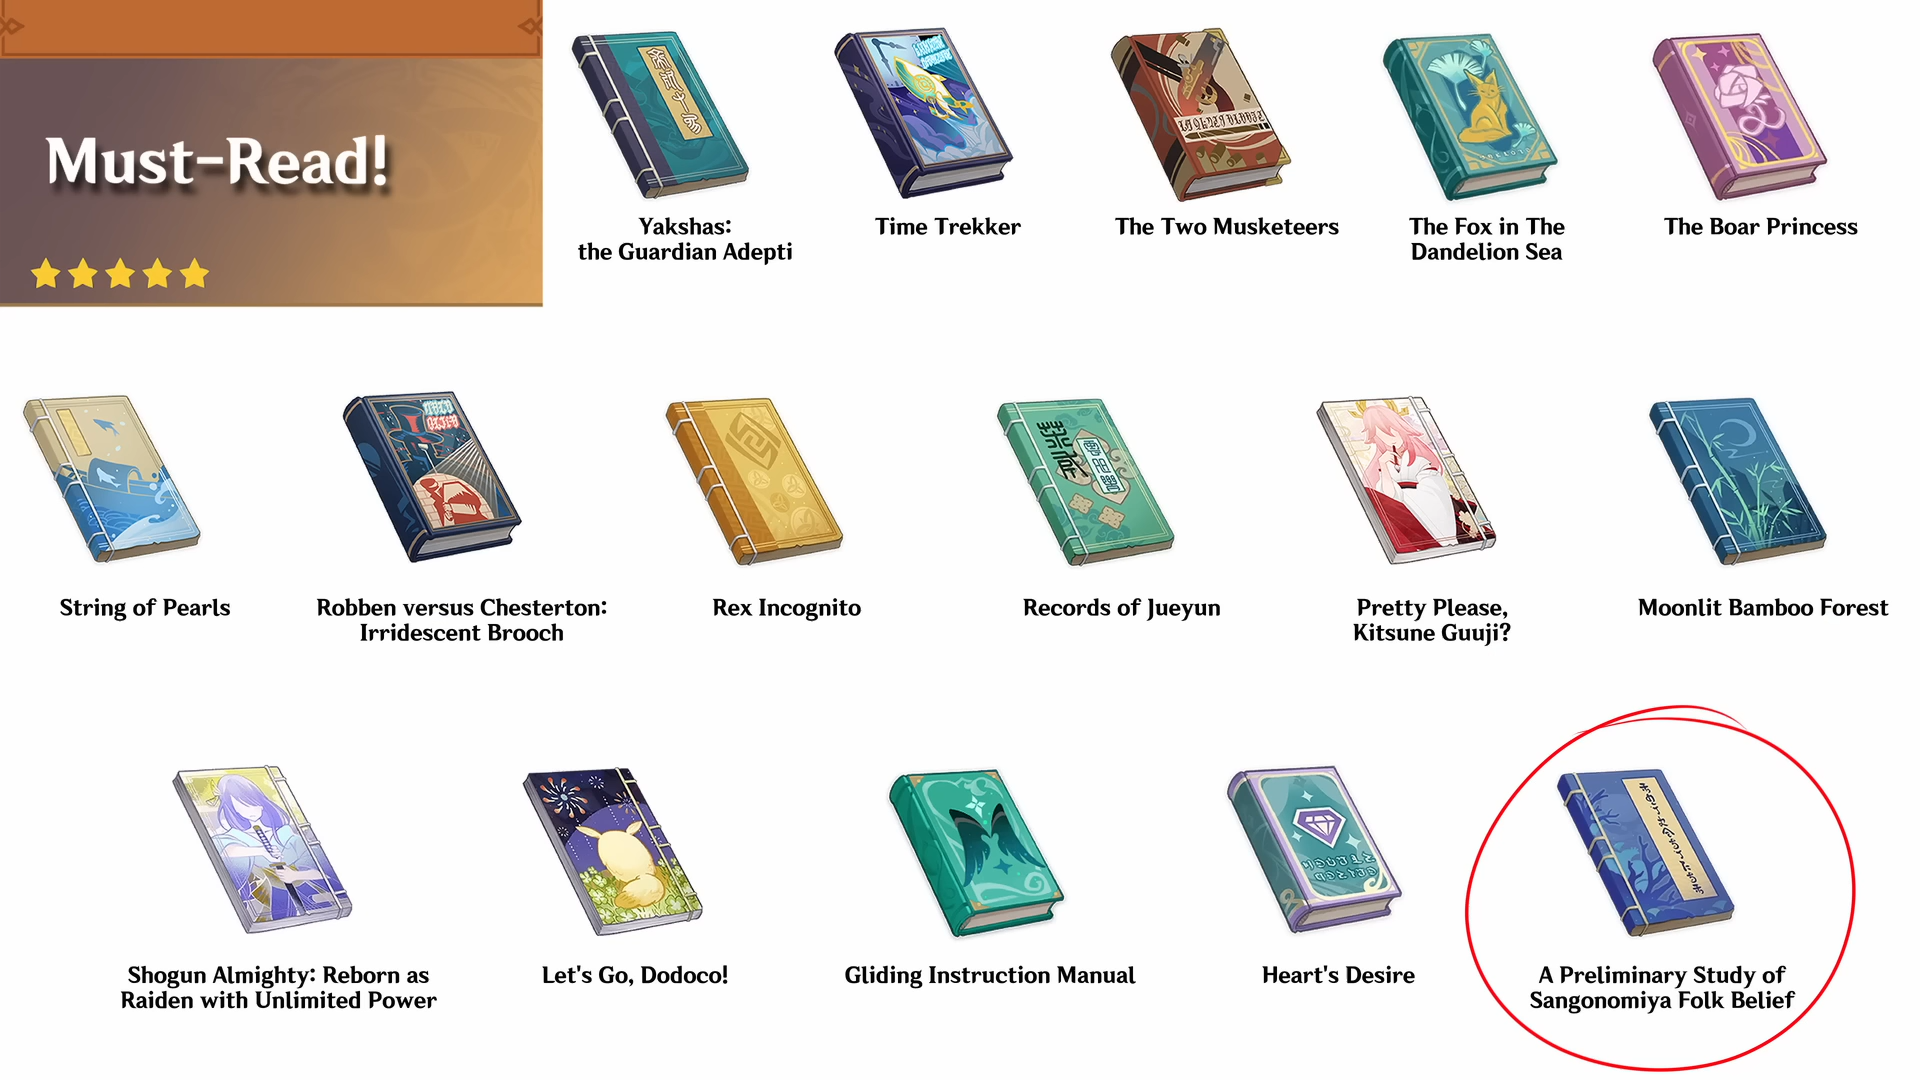 Must-Read!
Yakshas:
the Guardian Adepti
Time Trekker
The Two Musketeers
The Fox in The
Dandelion Sea
The Boar Princess
String of Pearls
Robben versus Chesterton:
Irridescent Brooch
Rex Incognito
Records of Jueyun
Pretty Please,
Kitsune Guuji?
Moonlit Bamboo Forest
Shogun Almighty: Reborn as
Raiden with Unlimited Power
Let's Go, Dodoco!
Gliding Instruction Manual
Heart's Desire
A Preliminary Study of
Sangonomiya Folk Belief